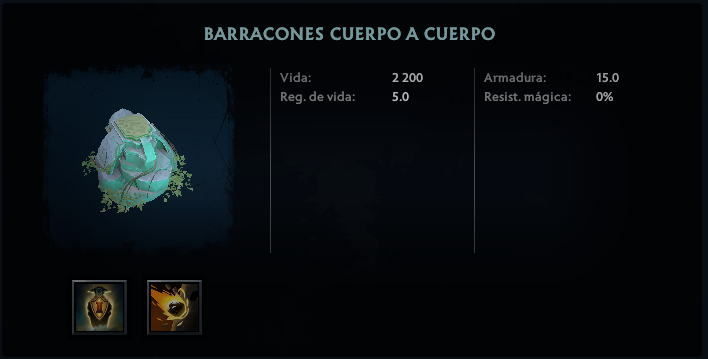 BARRACONES CUERPO A CUERPO
Vida: 2 200
Reg. de vida: 5.0
Armadura: 15.0
Resist. mágica: 0%